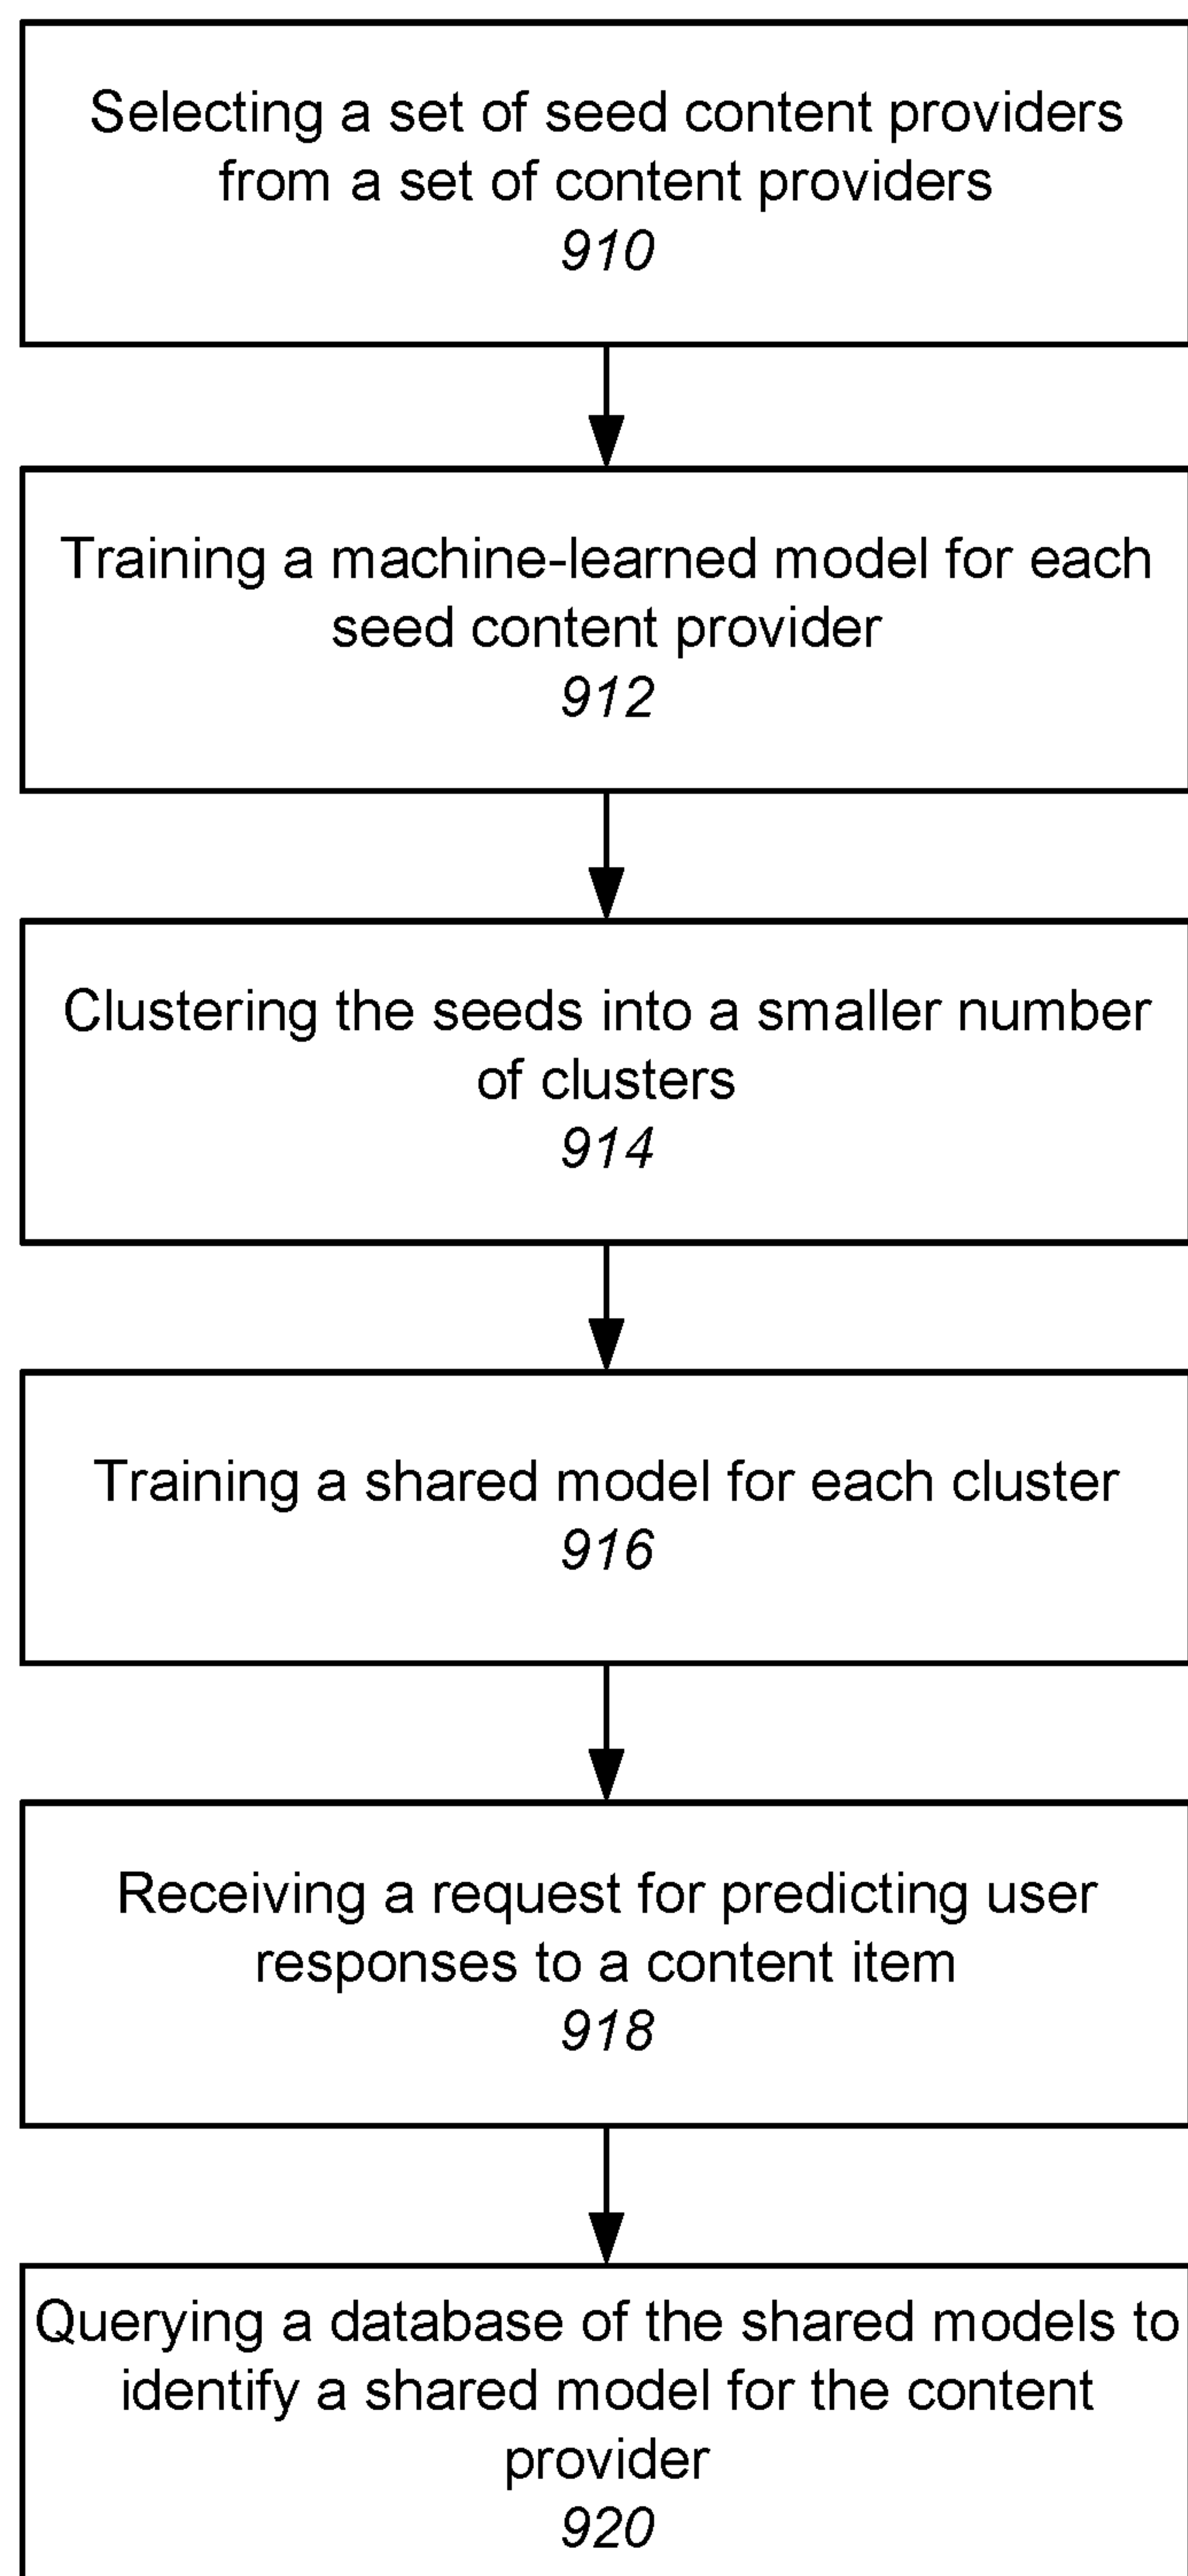 Selecting a set of seed content providers
from a set of content providers
910
Training a machine-learned model for each
seed content provider
912
Clustering the seeds into a smaller number
of clusters
914
Training a shared model for each cluster
916
Receiving a request for predicting user
responses to a content item
918
Querying a database of the shared models to
identify a shared model for the content
provider
920